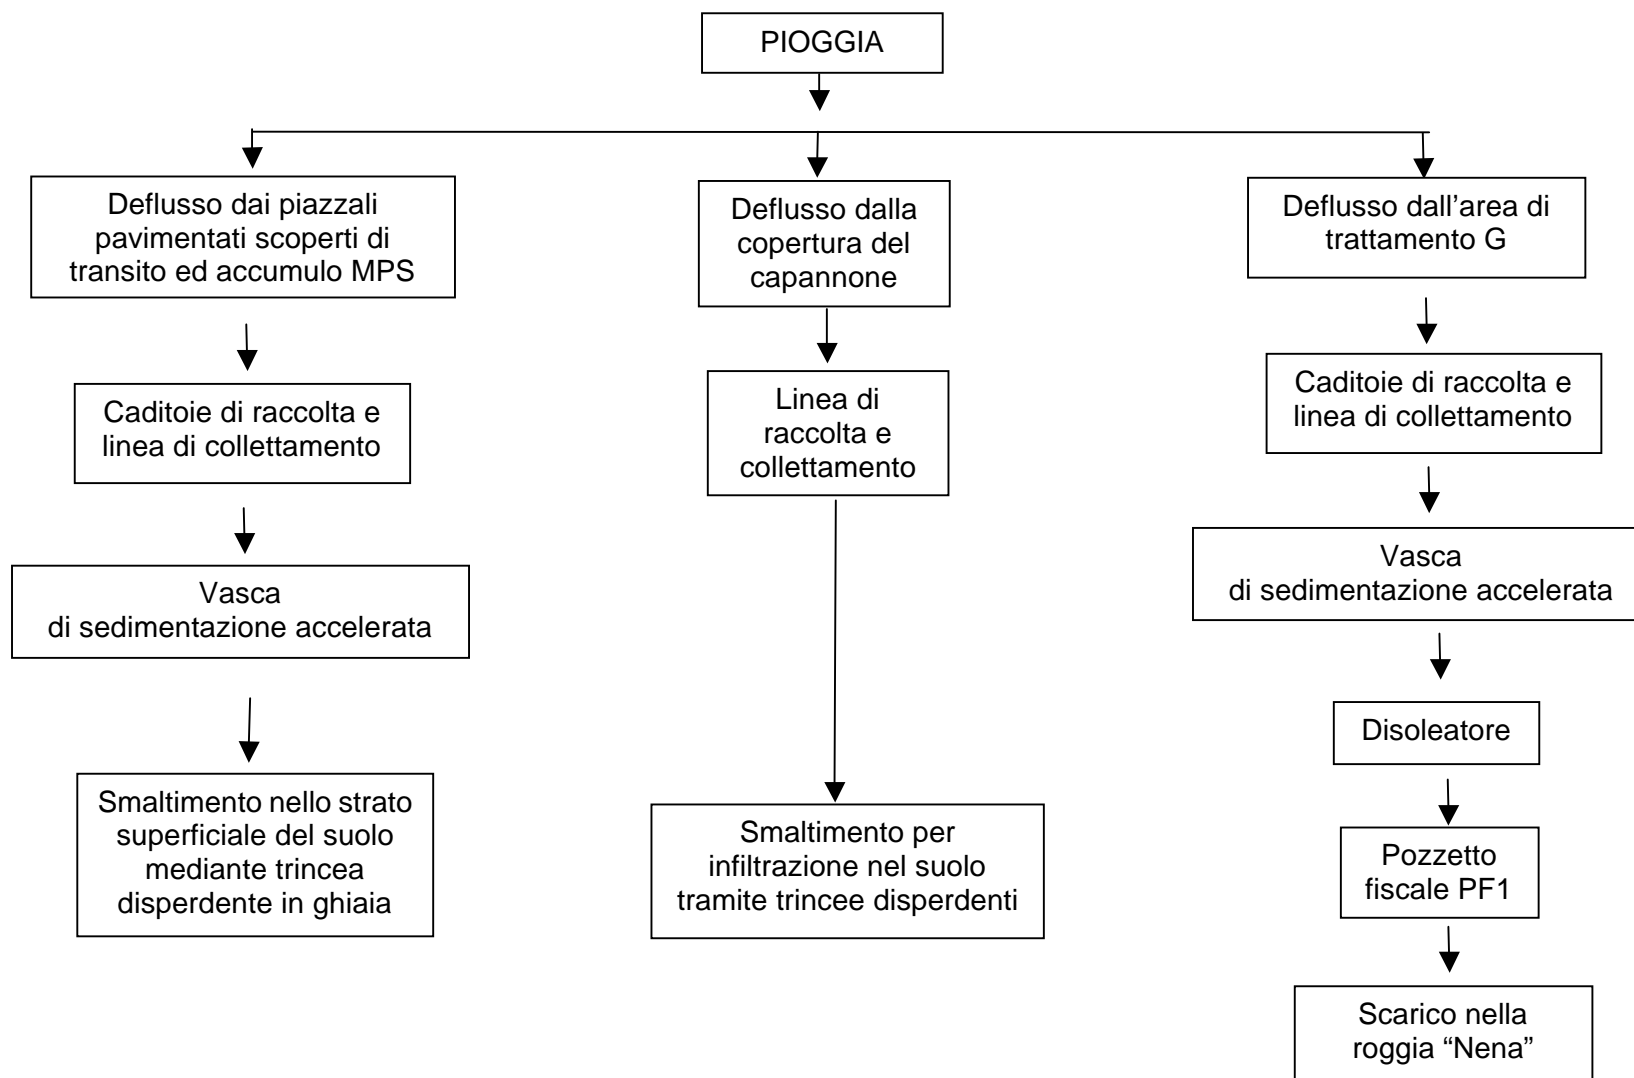 PIOGGIA
Deflusso dai piazzali
pavimentati scoperti di
transito ed accumulo MPS
Deflusso dalla
copertura del
capannone
Deflusso dall’area di
trattamento G
Caditoie di raccolta e
linea di collettamento
Linea di
raccolta e
collettamento
Caditoie di raccolta e
linea di collettamento
Vasca
di sedimentazione accelerata
Vasca
di sedimentazione accelerata
Disoleatore
Smaltimento nello strato
superficiale del suolo
mediante trincea
disperdente in ghiaia
Smaltimento per
infiltrazione nel suolo
tramite trincee disperdenti
Pozzetto
fiscale PF1
Scarico nella
roggia “Nena”